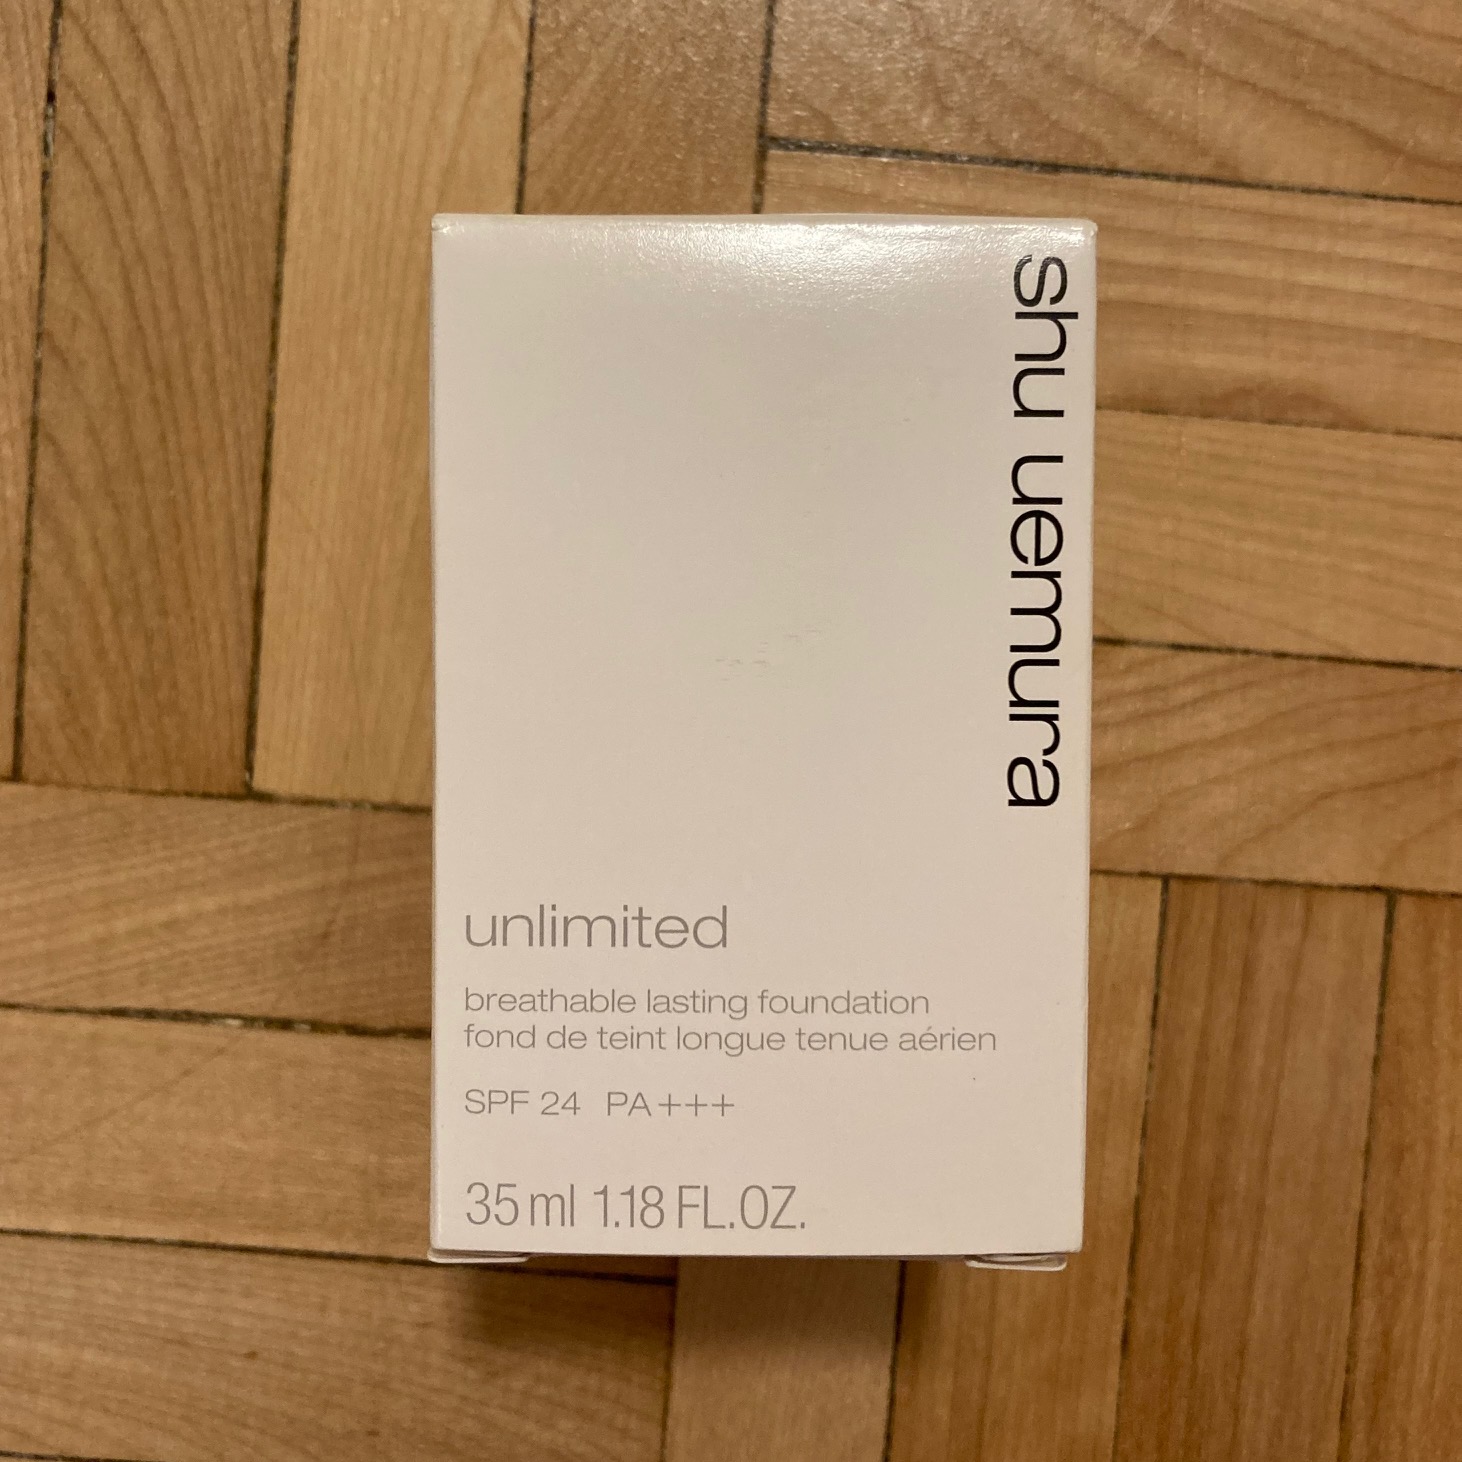 shu uemura
unlimited
breathable lasting foundation
fond de teint longue tenue aérien
SPF 24 PA+++
35 ml 1.18 FL.OZ.